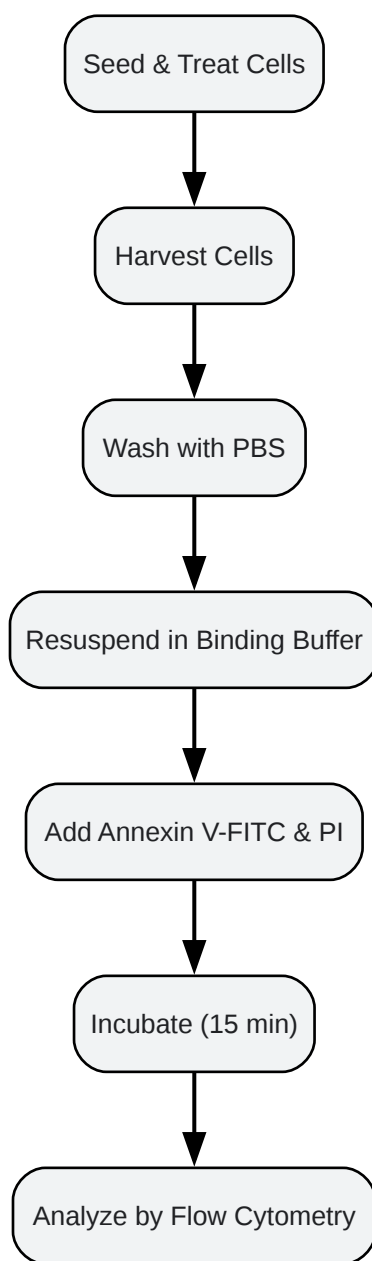 Seed & Treat Cells
Harvest Cells
Wash with PBS
Resuspend in Binding Buffer
Add Annexin V-FITC & PI
Incubate (15 min)
Analyze by Flow Cytometry